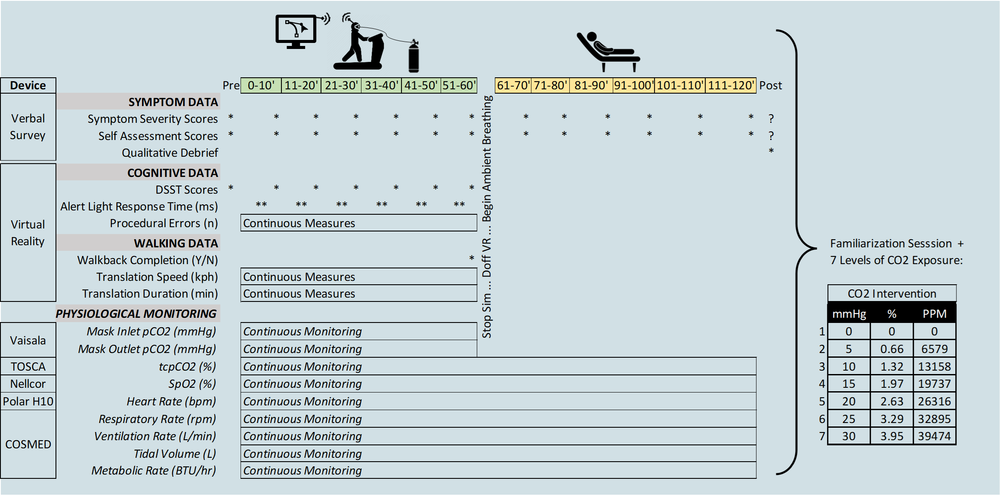 Device Pre 0-10' 11-20' 21-30' 31-40' 41-50' 51-60' 61-70' 71-80' 81-90' 91-100' 101-110' 111-120' Post
SYMPTOM DATA
Verbal
Survey
Symptom Severity Scores * * * * * * * * * * * * * ?
Self Assessment Scores * * * * * * * * * * * * * ?
Qualitative Debrief *
Virtual
Reality
COGNITIVE DATA
DSST Scores * * * * * * *
Alert Light Response Time (ms) ** ** ** ** ** **
Procedural Errors (n) Continuous Measures
WALKING DATA
Walkback Completion (Y/N) *
Translation Speed (kph) Continuous Measures
Translation Duration (min) Continuous Measures
Stop Sim ... Doff VR ... Begin Ambient Breathing
PHYSIOLOGICAL MONITORING
Vaisala
Mask Inlet pCO2 (mmHg) Continuous Monitoring
Mask Outlet pCO2 (mmHg) Continuous Monitoring
TOSCA tcpCO2 (%) Continuous Monitoring
Nellcor SpO2 (%) Continuous Monitoring
Polar H10 Heart Rate (bpm) Continuous Monitoring
COSMED
Respiratory Rate (rpm) Continuous Monitoring
Ventilation Rate (L/min) Continuous Monitoring
Tidal Volume (L) Continuous Monitoring
Metabolic Rate (BTU/hr) Continuous Monitoring
Familiarization Sesssion +
7 Levels of CO2 Exposure:
CO2 Intervention
mmHg % PPM
1 0 0 0
2 5 0.66 6579
3 10 1.32 13158
4 15 1.97 19737
5 20 2.63 26316
6 25 3.29 32895
7 30 3.95 39474